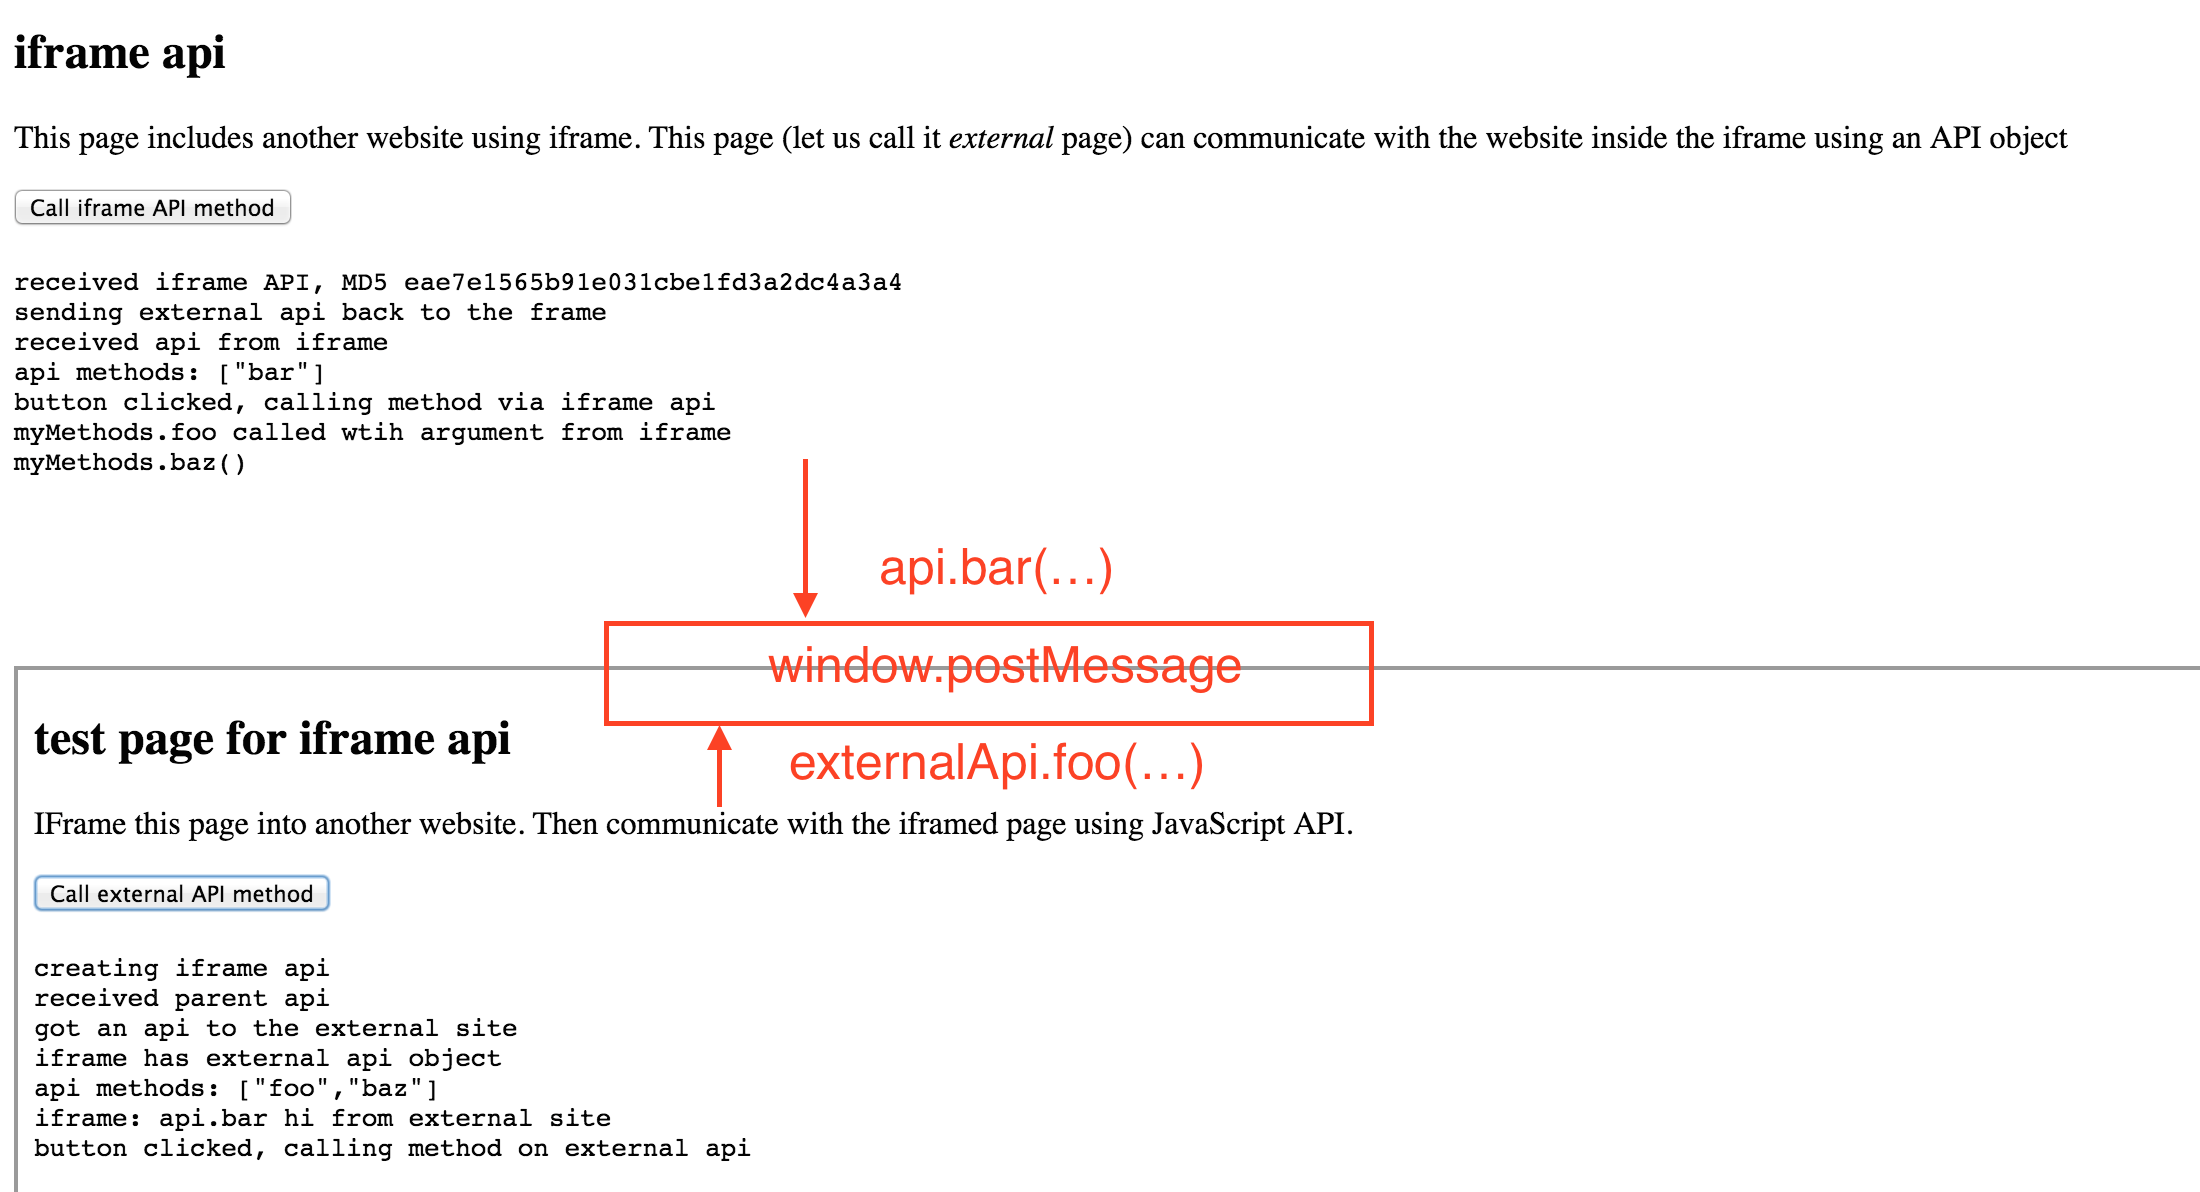 iframe api
This page includes another website using iframe. This page (let us call it external page) can communicate with the website inside the iframe using an API object
Call iframe API method
received iframe API, MD5 eae7e1565b91e031cbe1fd3a2dc4a3a4
sending external api back to the frame
received api from iframe
api methods: ["bar"]
button clicked, calling method via iframe api
myMethods.foo called wtih argument from iframe
myMethods.baz()
api.bar(…)
window.postMessage
test page for iframe api
externalApi.foo(…)
IFrame this page into another website. Then communicate with the iframed page using JavaScript API.
Call external API method
creating iframe api
received parent api
got an api to the external site
iframe has external api object
api methods: ["foo","baz"]
iframe: api.bar hi from external site
button clicked, calling method on external api